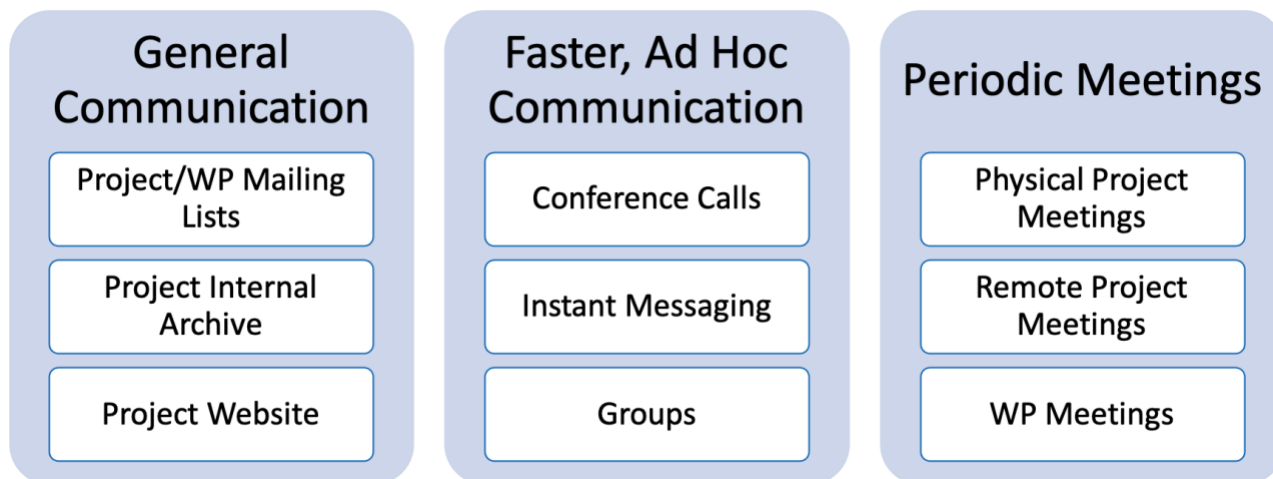 General
Communication
Project/WP Mailing
Lists
Project Internal
Archive
Project Website
Faster, Ad Hoc
Communication
Conference Calls
Instant Messaging
Groups
Periodic Meetings
Physical Project
Meetings
Remote Project
Meetings
WP Meetings